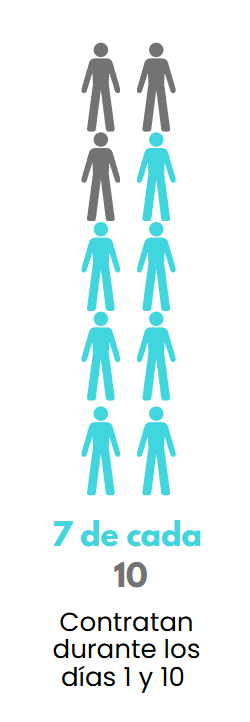 7 de cada
10
Contratan
durante los
días 1 y 10